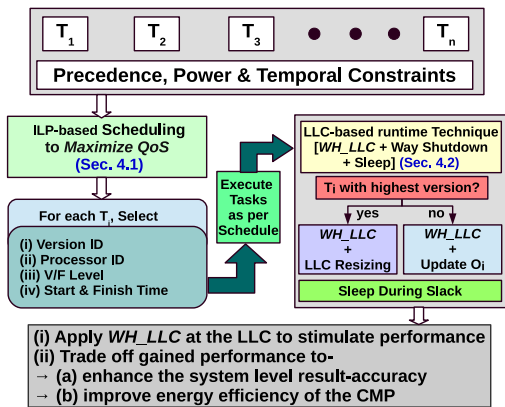 T1 T2 T3 • • • Tn
Precedence, Power & Temporal Constraints
ILP-based Scheduling
to Maximize QoS
(Sec. 4.1)
For each Ti, Select
(i) Version ID
(ii) Processor ID
(iii) V/F Level
(iv) Start & Finish Time
Execute
Tasks
as per
Schedule
LLC-based runtime Technique
[WH_LLC + Way Shutdown
+ Sleep] (Sec. 4.2)
Ti with highest version?
yes
no
WH_LLC
+
LLC Resizing
WH_LLC
+
Update Oi
Sleep During Slack
(i) Apply WH_LLC at the LLC to stimulate performance
(ii) Trade off gained performance to-
→ (a) enhance the system level result-accuracy
→ (b) improve energy efficiency of the CMP